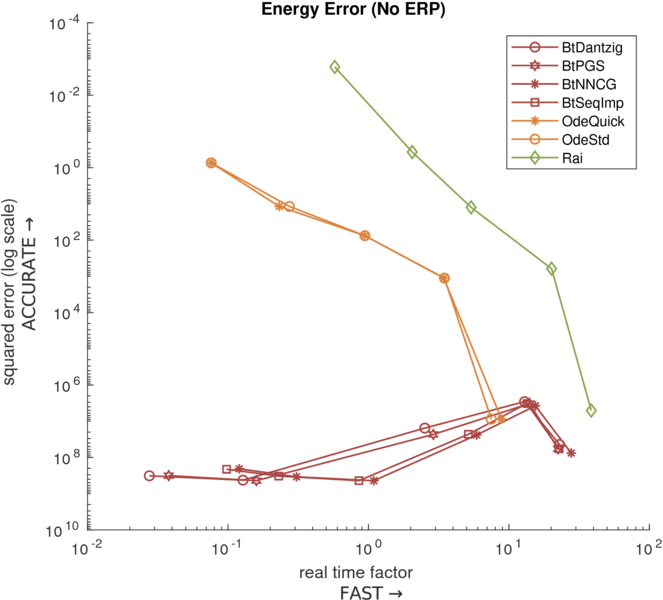 Energy Error (No ERP)
10^-4
10^-2
10^0
10^2
10^4
10^6
10^8
10^10
squared error (log scale)
ACCURATE →
BtDantzig
BtPGS
BtNNCG
BtSeqImp
OdeQuick
OdeStd
Rai
10^-2
10^-1
10^0
10^1
10^2
real time factor
FAST →